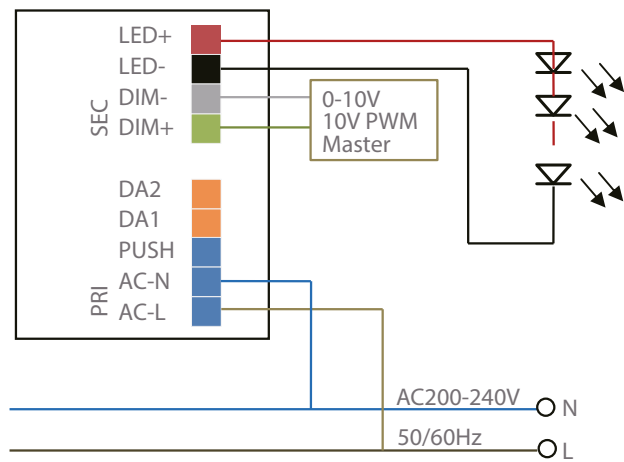 LED+
LED-
DIM-
DIM+
SEC
0-10V
10V PWM
Master
DA2
DA1
PUSH
AC-N
AC-L
PRI
AC200-240V
N
50/60Hz
L